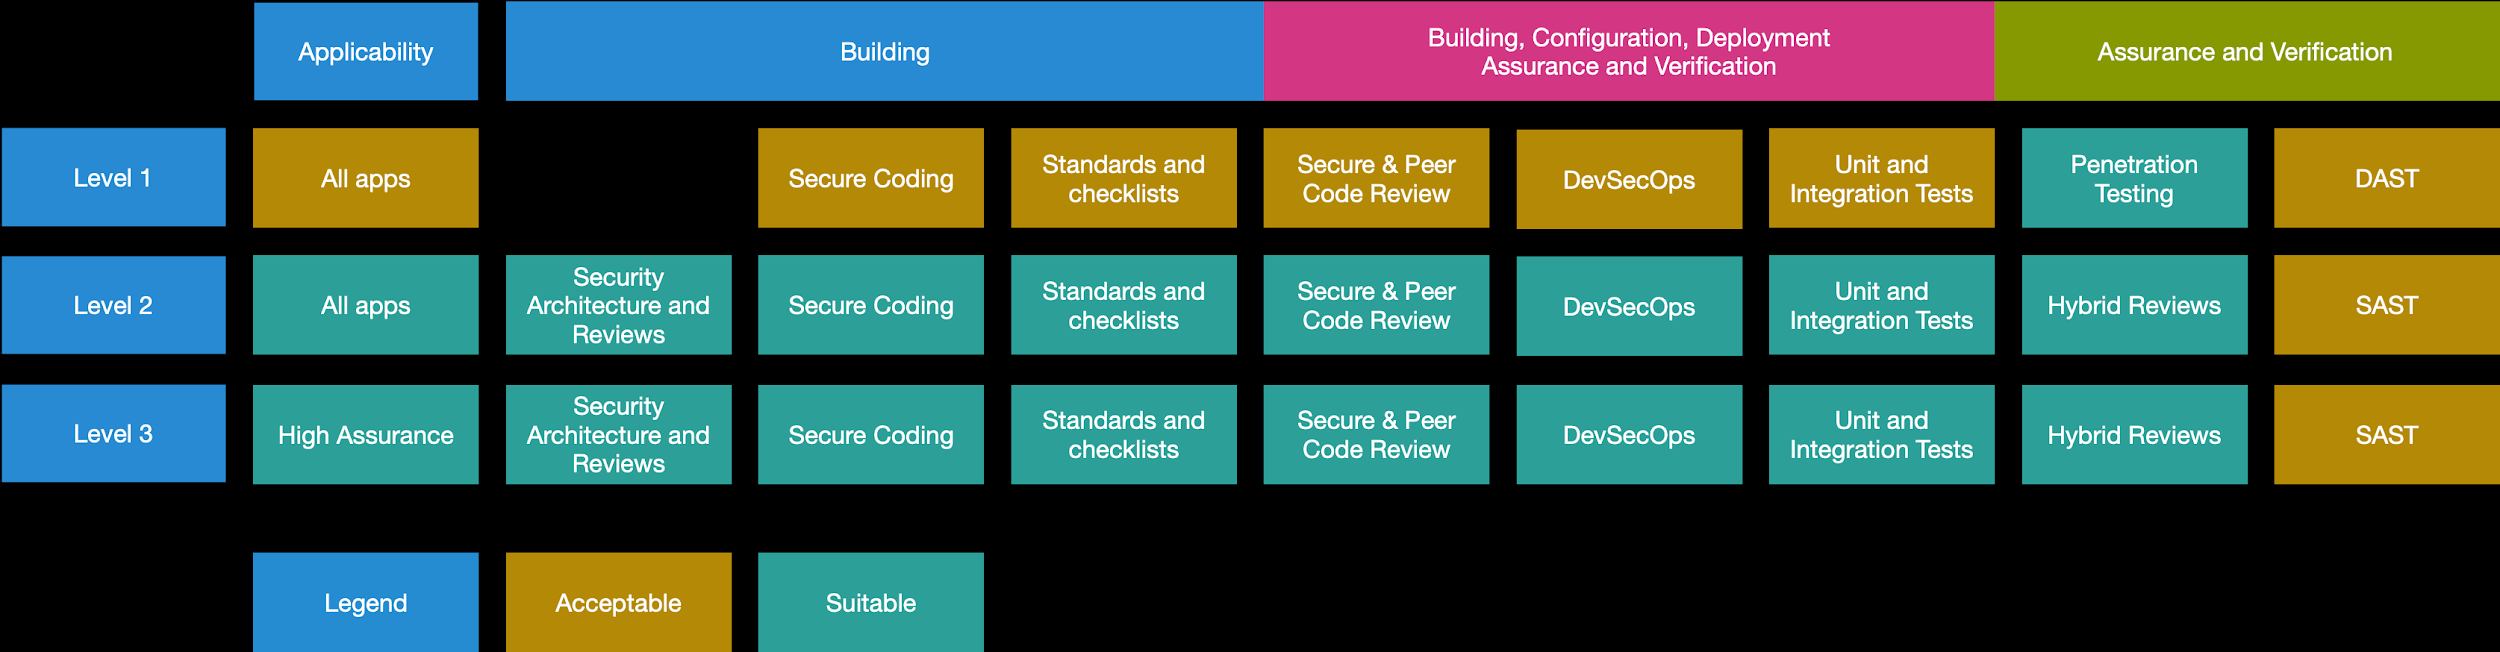 Applicability
Building
Building, Configuration, Deployment
Assurance and Verification
Assurance and Verification
Level 1
All apps
Secure Coding
Standards and
checklists
Secure & Peer
Code Review
DevSecOps
Unit and
Integration Tests
Penetration
Testing
DAST
Level 2
All apps
Security
Architecture and
Reviews
Secure Coding
Standards and
checklists
Secure & Peer
Code Review
DevSecOps
Unit and
Integration Tests
Hybrid Reviews
SAST
Level 3
High Assurance
Security
Architecture and
Reviews
Secure Coding
Standards and
checklists
Secure & Peer
Code Review
DevSecOps
Unit and
Integration Tests
Hybrid Reviews
SAST
Legend
Acceptable
Suitable